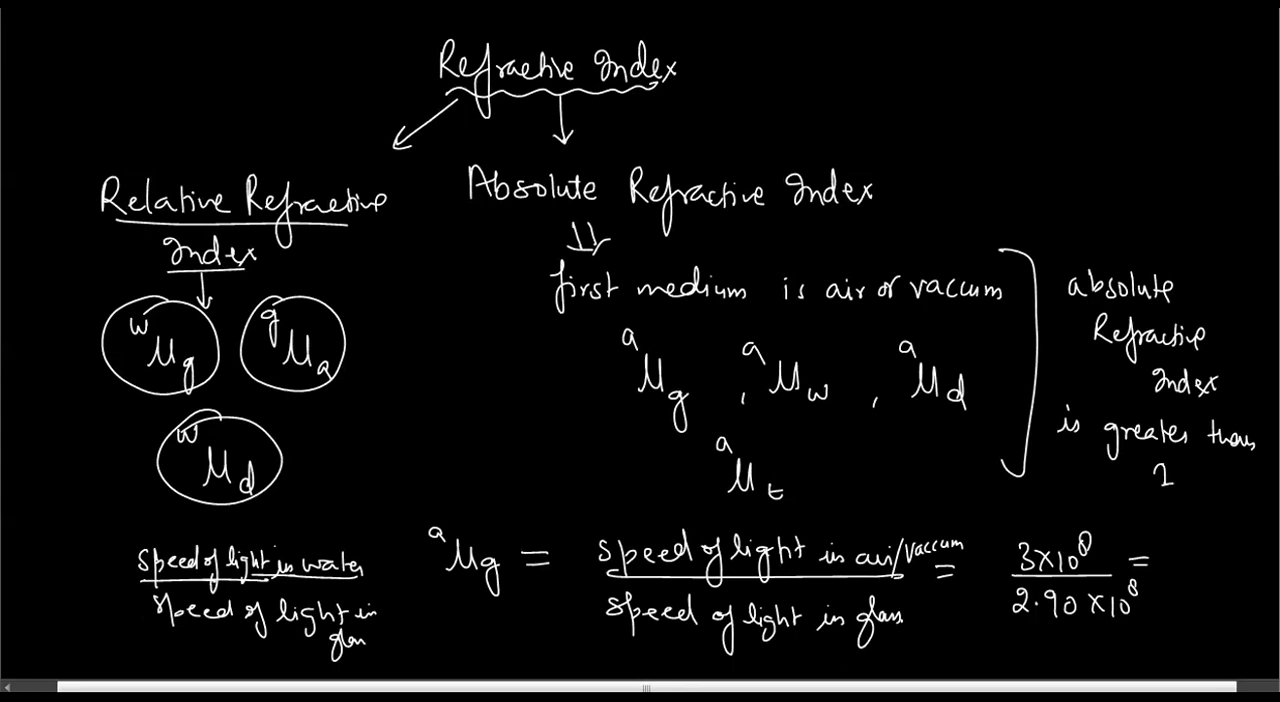 Refractive Index
Relative Refractive
Index
wμg
gμa
wμd
Absolute Refractive Index
first medium is air or vaccum
aμg , aμw , aμd
aμt
absolute
Refractive
Index
is greater than
1
speed of light in water
speed of light in
glass
aμg = speed of light in air/vaccum
speed of light in glass
= 3×10⁸
2.90×10⁸
=